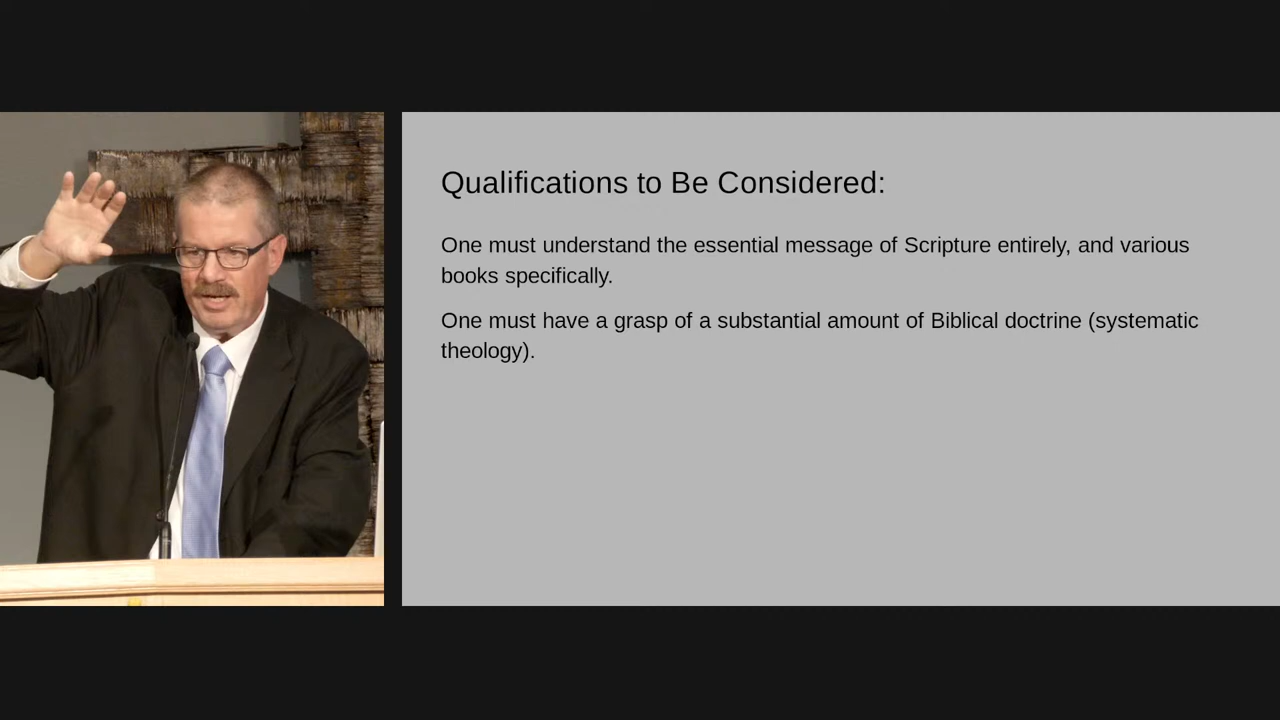 Qualifications to Be Considered:
One must understand the essential message of Scripture entirely, and various
books specifically.
One must have a grasp of a substantial amount of Biblical doctrine (systematic
theology).